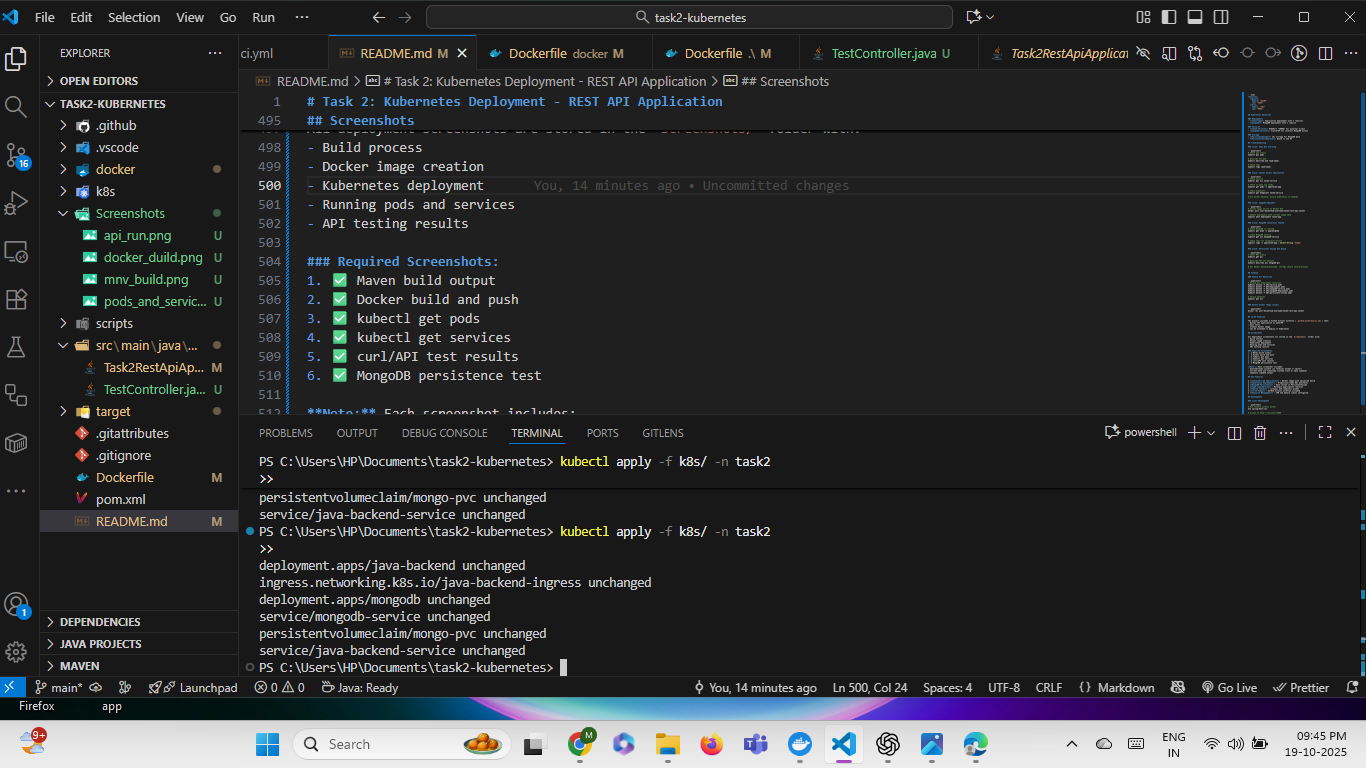 File Edit Selection View Go Run ··· task2-kubernetes
EXPLORER ···
OPEN EDITORS
TASK2-KUBERNETES
.github
.vscode
docker
k8s
Screenshots
api_run.png U
docker_duild.png U
mnv_build.png U
pods_and_servic... U
scripts
src\main\java\...
Task2RestApiAp... M
TestController.ja... U
target
.gitattributes
.gitignore
Dockerfile M
pom.xml
README.md M
DEPENDENCIES
JAVA PROJECTS
MAVEN
16
1
ci.yml README.md M Dockerfile docker M Dockerfile .\ M TestController.java U Task2RestApiApplicat
README.md > # Task 2: Kubernetes Deployment - REST API Application > ## Screenshots
1 # Task 2: Kubernetes Deployment - REST API Application
495 ## Screenshots
498 - Build process
499 - Docker image creation
500 - Kubernetes deployment You, 14 minutes ago • Uncommitted changes
501 - Running pods and services
502 - API testing results
503
504 ### Required Screenshots:
505 1. ✅ Maven build output
506 2. ✅ Docker build and push
507 3. ✅ kubectl get pods
508 4. ✅ kubectl get services
509 5. ✅ curl/API test results
510 6. ✅ MongoDB persistence test
511
512 **Note:** Each screenshot includes:
PROBLEMS OUTPUT DEBUG CONSOLE TERMINAL PORTS GITLENS powershell
PS C:\Users\HP\Documents\task2-kubernetes> kubectl apply -f k8s/ -n task2
>>
persistentvolumeclaim/mongo-pvc unchanged
service/java-backend-service unchanged
PS C:\Users\HP\Documents\task2-kubernetes> kubectl apply -f k8s/ -n task2
>>
deployment.apps/java-backend unchanged
ingress.networking.k8s.io/java-backend-ingress unchanged
deployment.apps/mongodb unchanged
service/mongodb-service unchanged
persistentvolumeclaim/mongo-pvc unchanged
service/java-backend-service unchanged
PS C:\Users\HP\Documents\task2-kubernetes>
main* Launchpad 0 0 Java: Ready You, 14 minutes ago Ln 500, Col 24 Spaces: 4 UTF-8 CRLF {} Markdown Go Live Prettier
Firefox app
9+ Search M ENG IN 09:45 PM 19-10-2025